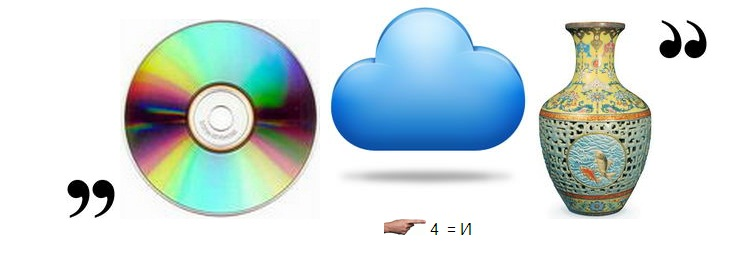 ,, “
4 = И